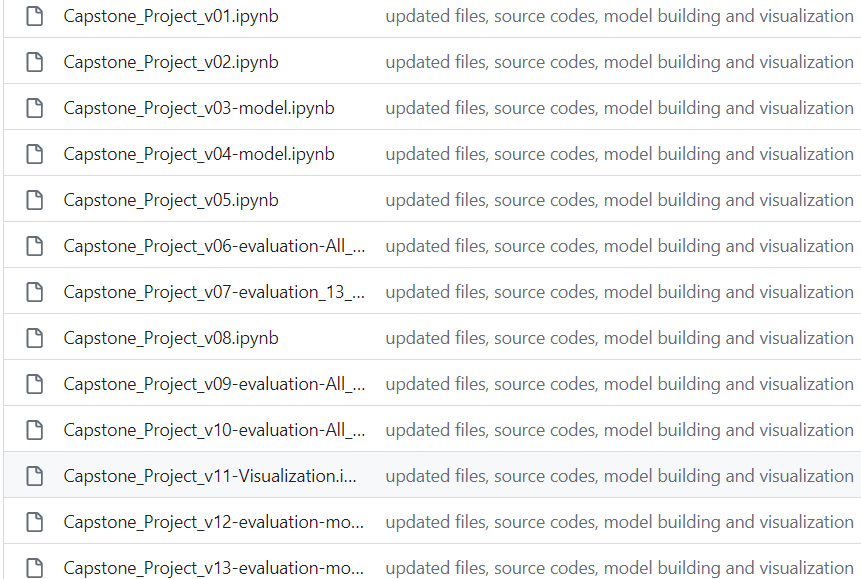 Capstone_Project_v01.ipynb updated files, source codes, model building and visualization
Capstone_Project_v02.ipynb updated files, source codes, model building and visualization
Capstone_Project_v03-model.ipynb updated files, source codes, model building and visualization
Capstone_Project_v04-model.ipynb updated files, source codes, model building and visualization
Capstone_Project_v05.ipynb updated files, source codes, model building and visualization
Capstone_Project_v06-evaluation-All_... updated files, source codes, model building and visualization
Capstone_Project_v07-evaluation_13_... updated files, source codes, model building and visualization
Capstone_Project_v08.ipynb updated files, source codes, model building and visualization
Capstone_Project_v09-evaluation-All_... updated files, source codes, model building and visualization
Capstone_Project_v10-evaluation-All_... updated files, source codes, model building and visualization
Capstone_Project_v11-Visualization.i... updated files, source codes, model building and visualization
Capstone_Project_v12-evaluation-mo... updated files, source codes, model building and visualization
Capstone_Project_v13-evaluation-mo... updated files, source codes, model building and visualization